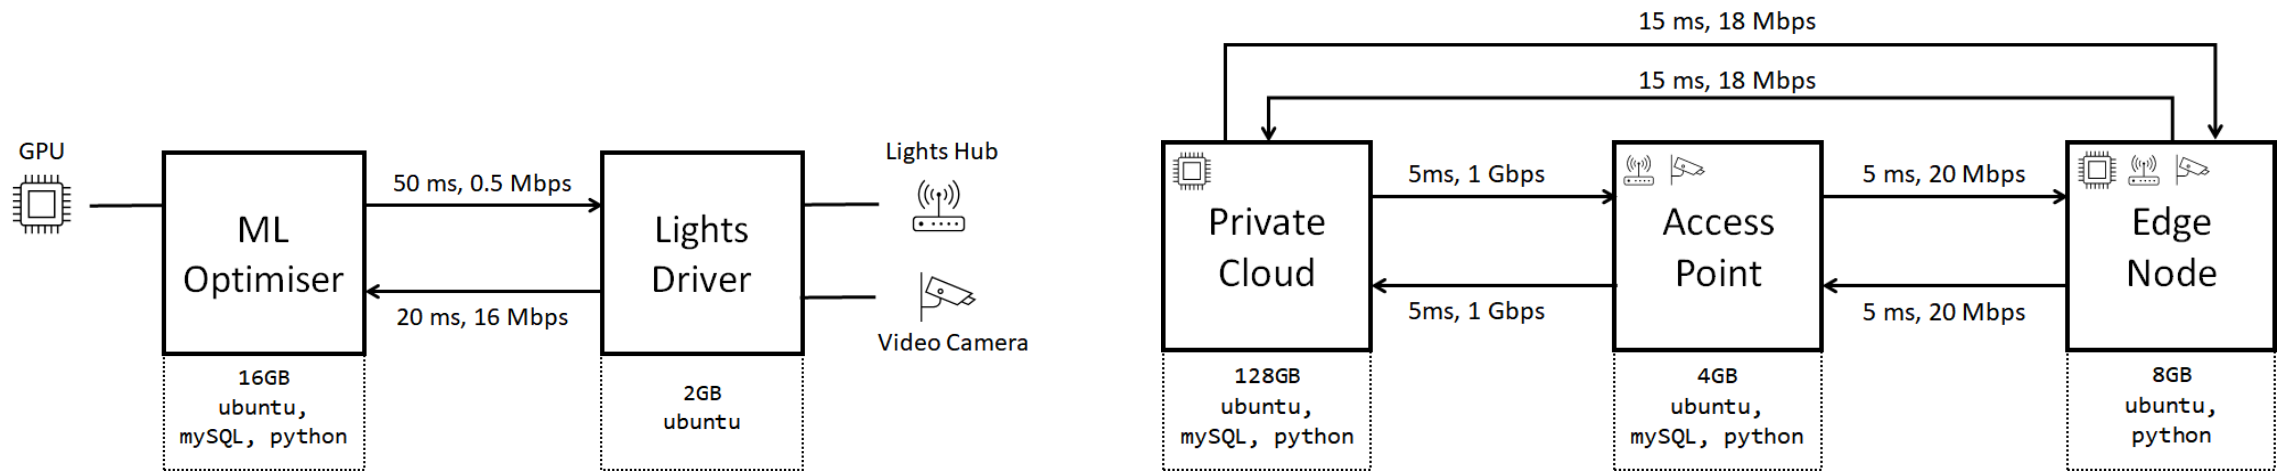 GPU
ML
Optimiser
16GB
ubuntu,
mySQL, python
50 ms, 0.5 Mbps
20 ms, 16 Mbps
Lights
Driver
2GB
ubuntu
Lights Hub
Video Camera
15 ms, 18 Mbps
15 ms, 18 Mbps
Private
Cloud
128GB
ubuntu,
mySQL, python
5ms, 1 Gbps
5ms, 1 Gbps
Access
Point
4GB
ubuntu,
mySQL, python
5 ms, 20 Mbps
5 ms, 20 Mbps
Edge
Node
8GB
ubuntu,
python